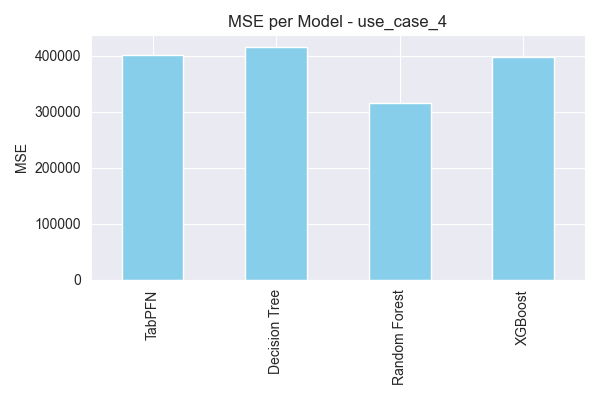 MSE per Model - use_case_4
MSE
400000
300000
200000
100000
0
TabPFN
Decision Tree
Random Forest
XGBoost